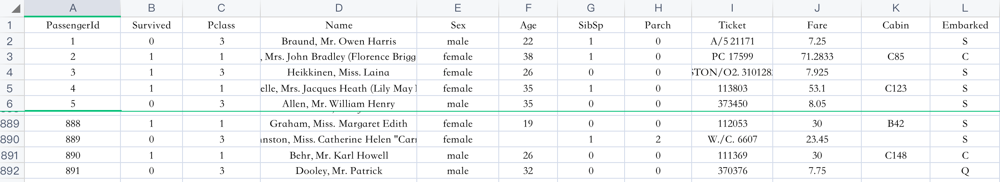 A B C D E F G H I J K L
1 PassengerId Survived Pclass Name Sex Age SibSp Parch Ticket Fare Cabin Embarked
2 1 0 3 Braund, Mr. Owen Harris male 22 1 0 A/5 21171 7.25 S
3 2 1 1 , Mrs. John Bradley (Florence Brigg female 38 1 0 PC 17599 71.2833 C85 C
4 3 1 3 Heikkinen, Miss. Laina female 26 0 0 STON/O2. 310128 7.925 S
5 4 1 1 elle, Mrs. Jacques Heath (Lily May female 35 1 0 113803 53.1 C123 S
6 5 0 3 Allen, Mr. William Henry male 35 0 0 373450 8.05 S
889 888 1 1 Graham, Miss. Margaret Edith female 19 0 0 112053 30 B42 S
890 889 0 3 nston, Miss. Catherine Helen "Carr female 1 2 W./C. 6607 23.45 S
891 890 1 1 Behr, Mr. Karl Howell male 26 0 0 111369 30 C148 C
892 891 0 3 Dooley, Mr. Patrick male 32 0 0 370376 7.75 Q